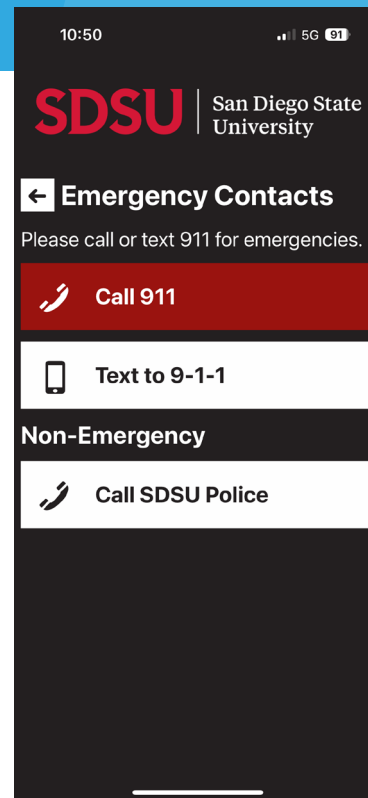 10:50 5G 91
SDSU San Diego State
University
Emergency Contacts
Please call or text 911 for emergencies.
Call 911
Text to 9-1-1
Non-Emergency
Call SDSU Police